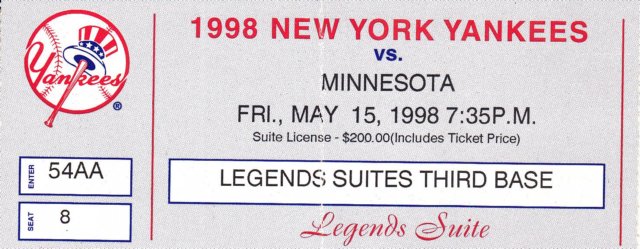 1998 NEW YORK YANKEES
VS.
MINNESOTA
FRI., MAY 15, 1998 7:35P.M.
Suite License - $200.00(Includes Ticket Price)
Yankees
®
ENTER
54AA
SEAT
8
LEGENDS SUITES THIRD BASE
Legends Suite